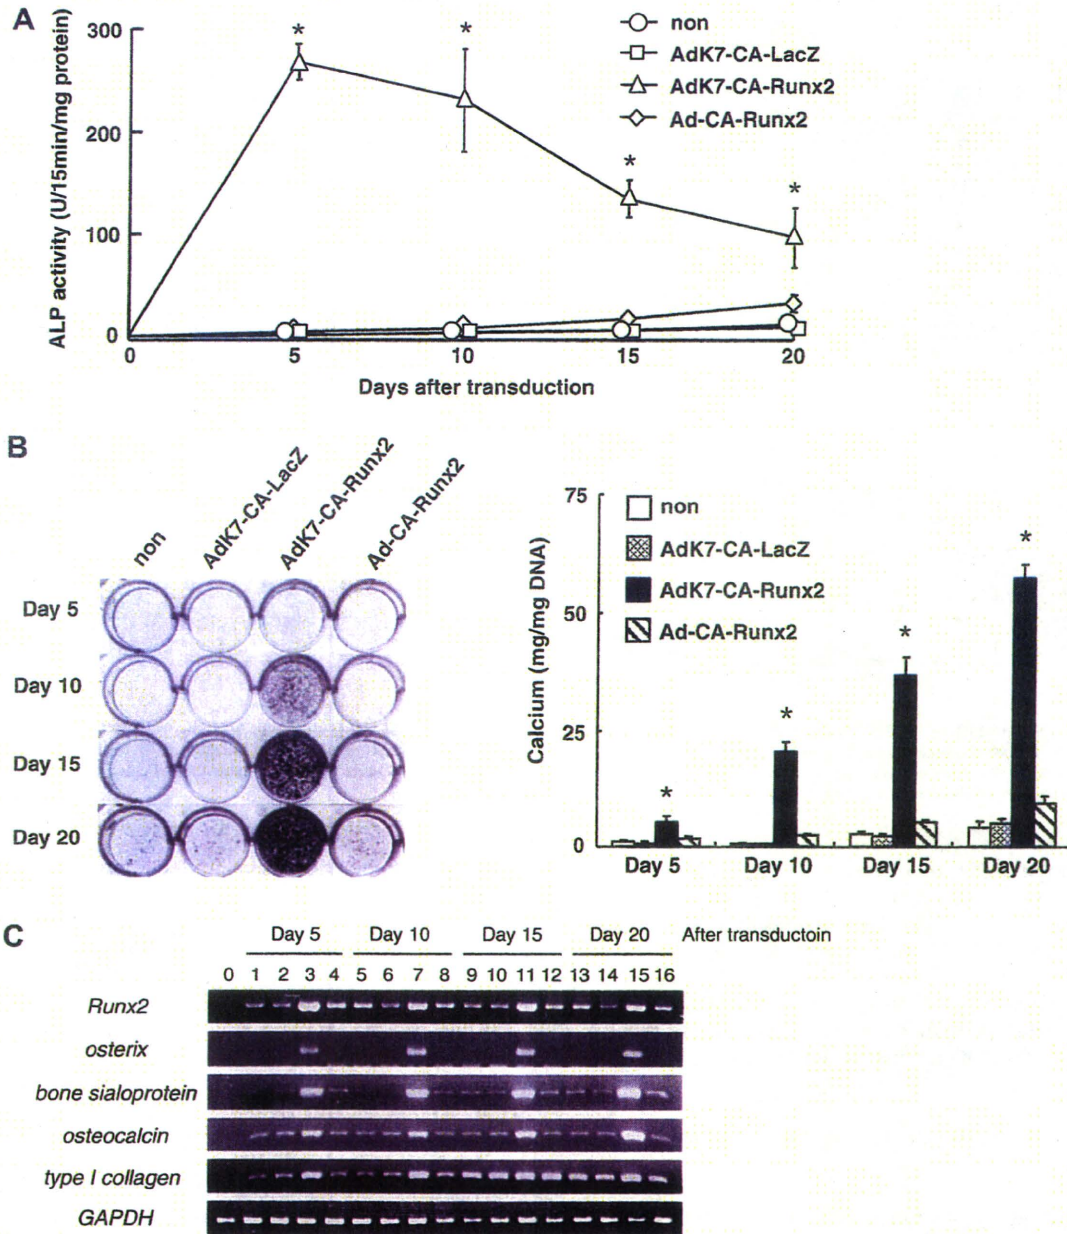 A
ALP activity (U/15min/mg protein)
300
200
100
0
* * * *
0 5 10 15 20
Days after transduction
non
AdK7-CA-LacZ
AdK7-CA-Runx2
Ad-CA-Runx2
B
non
AdK7-CA-LacZ
AdK7-CA-Runx2
Ad-CA-Runx2
Day 5
Day 10
Day 15
Day 20
Calcium (mg/mg DNA)
75
50
25
0
non
AdK7-CA-LacZ
AdK7-CA-Runx2
Ad-CA-Runx2
* * * *
Day 5 Day 10 Day 15 Day 20
C
Day 5 Day 10 Day 15 Day 20 After transductoin
0 1 2 3 4 5 6 7 8 9 10 11 12 13 14 15 16
Runx2
osterix
bone sialoprotein
osteocalcin
type I collagen
GAPDH